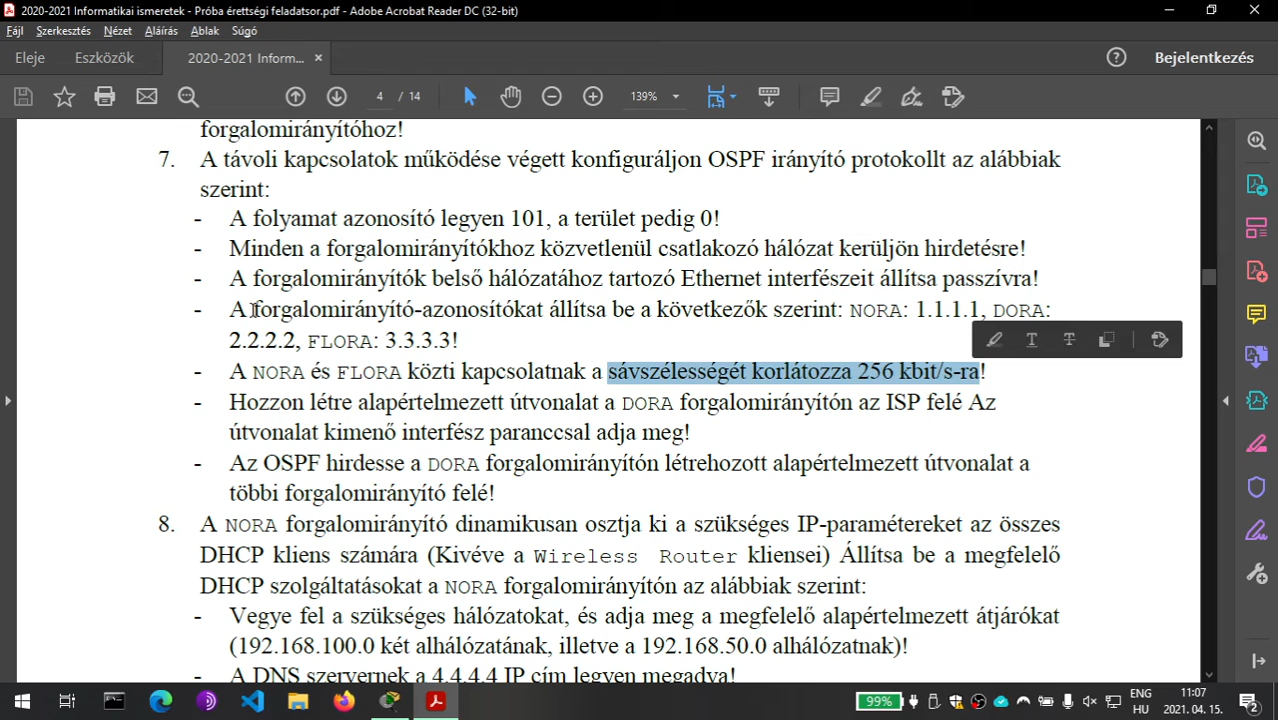 2020-2021 Informatikai ismeretek - Próba érettségi feladatsor.pdf - Adobe Acrobat Reader DC (32-bit)
Fájl Szerkesztés Nézet Aláírás Ablak Súgó
Eleje Eszközök 2020-2021 Inform... Bejelentkezés
4 / 14 139%
forgalomirányítóhoz!
7. A távoli kapcsolatok működése végett konfiguráljon OSPF irányító protokollt az alábbiak
szerint:
- A folyamat azonosító legyen 101, a terület pedig 0!
- Minden a forgalomirányítókhoz közvetlenül csatlakozó hálózat kerüljön hirdetésre!
- A forgalomirányítók belső hálózatához tartozó Ethernet interfészeit állítsa passzívra!
- A forgalomirányító-azonosítókat állítsa be a következők szerint: NORA: 1.1.1.1, DORA:
2.2.2.2, FLORA: 3.3.3.3!
- A NORA és FLORA közti kapcsolatnak a sávszélességét korlátozza 256 kbit/s-ra!
- Hozzon létre alapértelmezett útvonalat a DORA forgalomirányítón az ISP felé Az
útvonalat kimenő interfész paranccsal adja meg!
- Az OSPF hirdesse a DORA forgalomirányítón létrehozott alapértelmezett útvonalat a
többi forgalomirányító felé!
8. A NORA forgalomirányító dinamikusan osztja ki a szükséges IP-paramétereket az összes
DHCP kliens számára (Kivéve a Wireless Router kliensei) Állítsa be a megfelelő
DHCP szolgáltatásokat a NORA forgalomirányítón az alábbiak szerint:
- Vegye fel a szükséges hálózatokat, és adja meg a megfelelő alapértelmezett átjárókat
(192.168.100.0 két alhálózatának, illetve a 192.168.50.0 alhálózatnak)!
- A DNS szervernek a 4.4.4.4 IP cím legyen megadva!
99% ENG HU 11:07 2021. 04. 15. 2